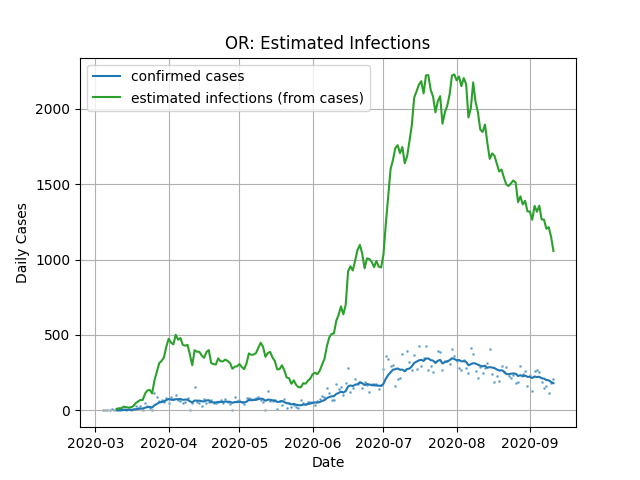 OR: Estimated Infections
confirmed cases
estimated infections (from cases)
Daily Cases
2000
1500
1000
500
0
2020-03 2020-04 2020-05 2020-06 2020-07 2020-08 2020-09
Date